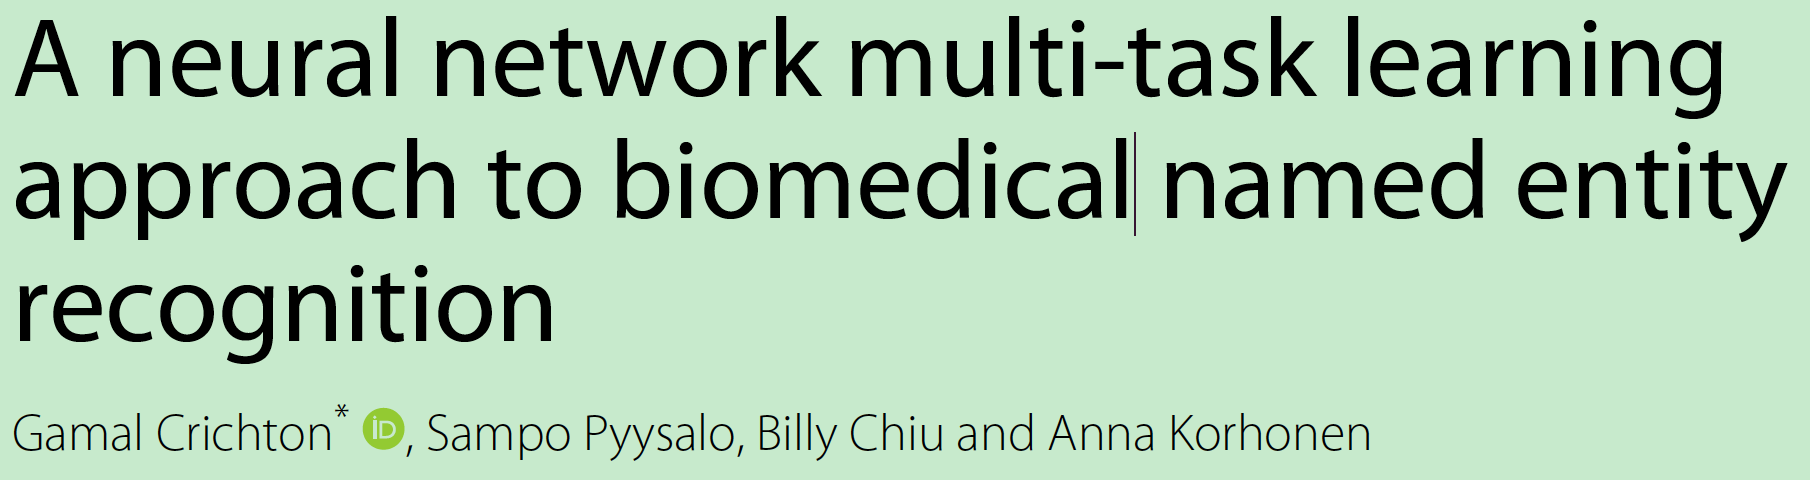 A neural network multi-task learning
approach to biomedical named entity
recognition
Gamal Crichton* iD, Sampo Pyysalo, Billy Chiu and Anna Korhonen